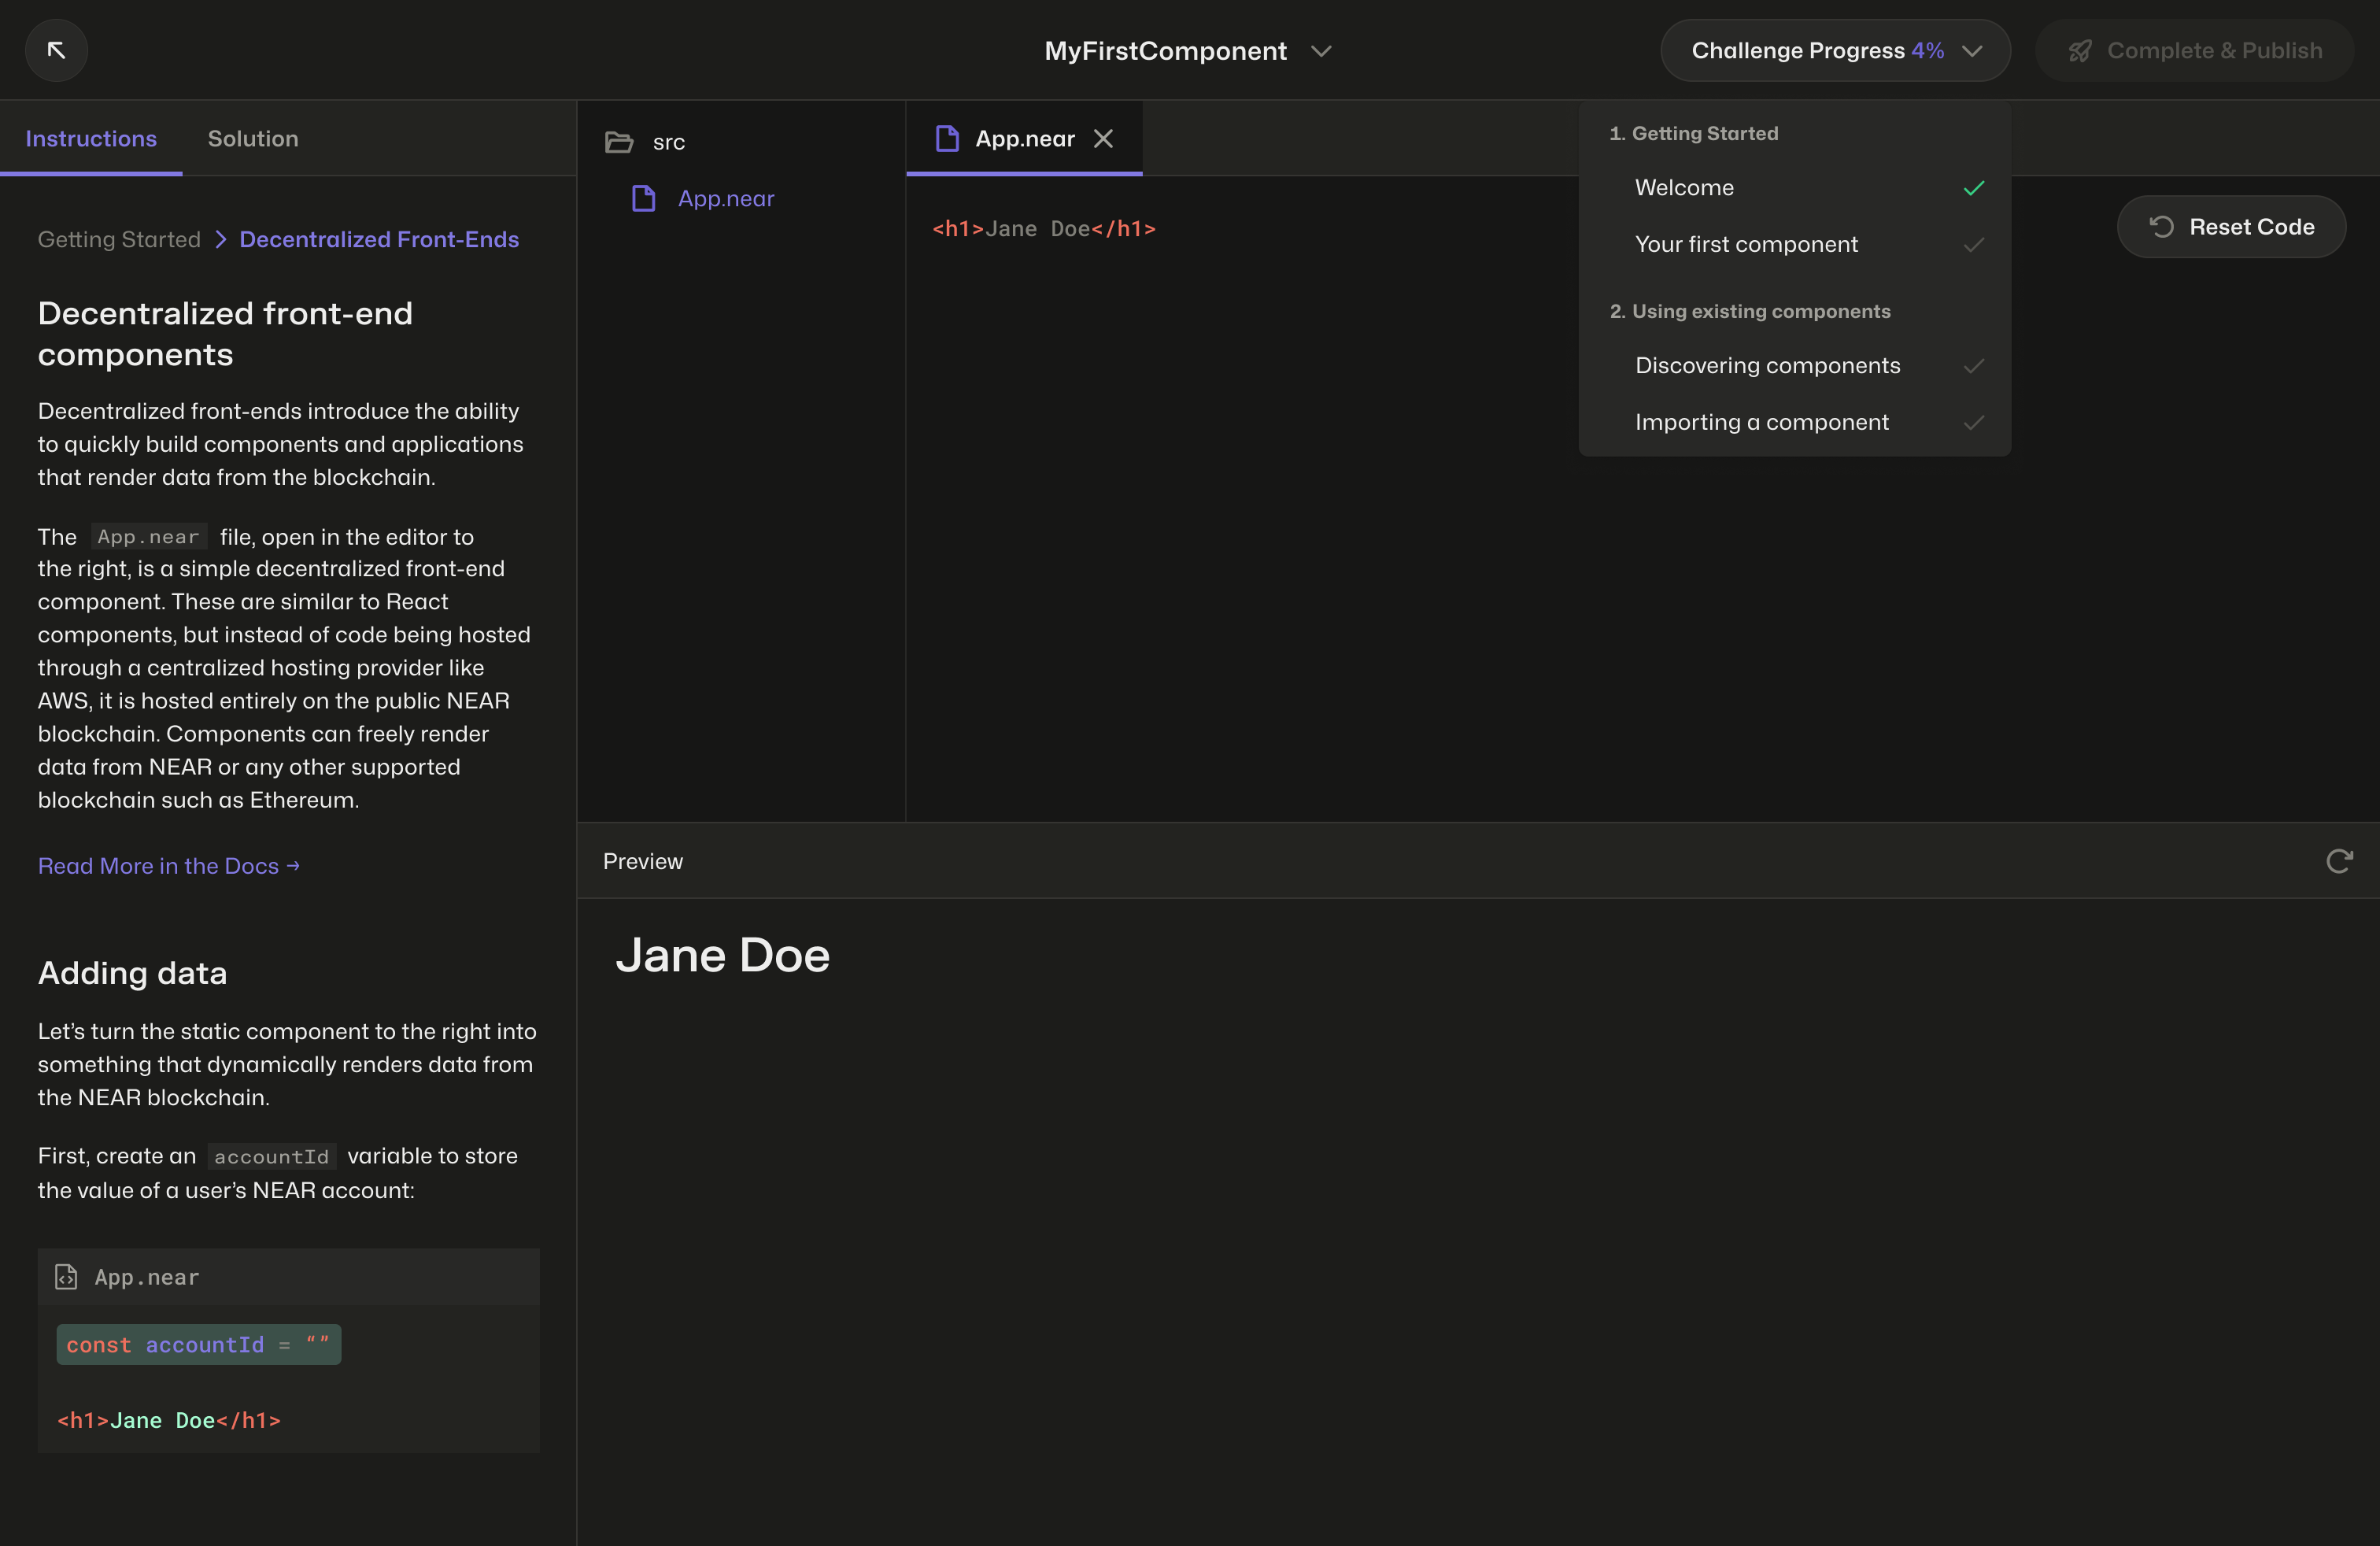 MyFirstComponent
Challenge Progress 4%
Complete & Publish
Instructions
Solution
Getting Started
Decentralized Front-Ends
Decentralized front-end
components
Decentralized front-ends introduce the ability
to quickly build components and applications
that render data from the blockchain.
The App.near file, open in the editor to
the right, is a simple decentralized front-end
component. These are similar to React
components, but instead of code being hosted
through a centralized hosting provider like
AWS, it is hosted entirely on the public NEAR
blockchain. Components can freely render
data from NEAR or any other supported
blockchain such as Ethereum.
Read More in the Docs →
Adding data
Let’s turn the static component to the right into
something that dynamically renders data from
the NEAR blockchain.
First, create an accountId variable to store
the value of a user’s NEAR account:
App.near
const accountId = “”
<h1>Jane Doe</h1>
src
App.near
App.near
<h1>Jane Doe</h1>
1. Getting Started
Welcome
Your first component
2. Using existing components
Discovering components
Importing a component
Reset Code
Preview
Jane Doe